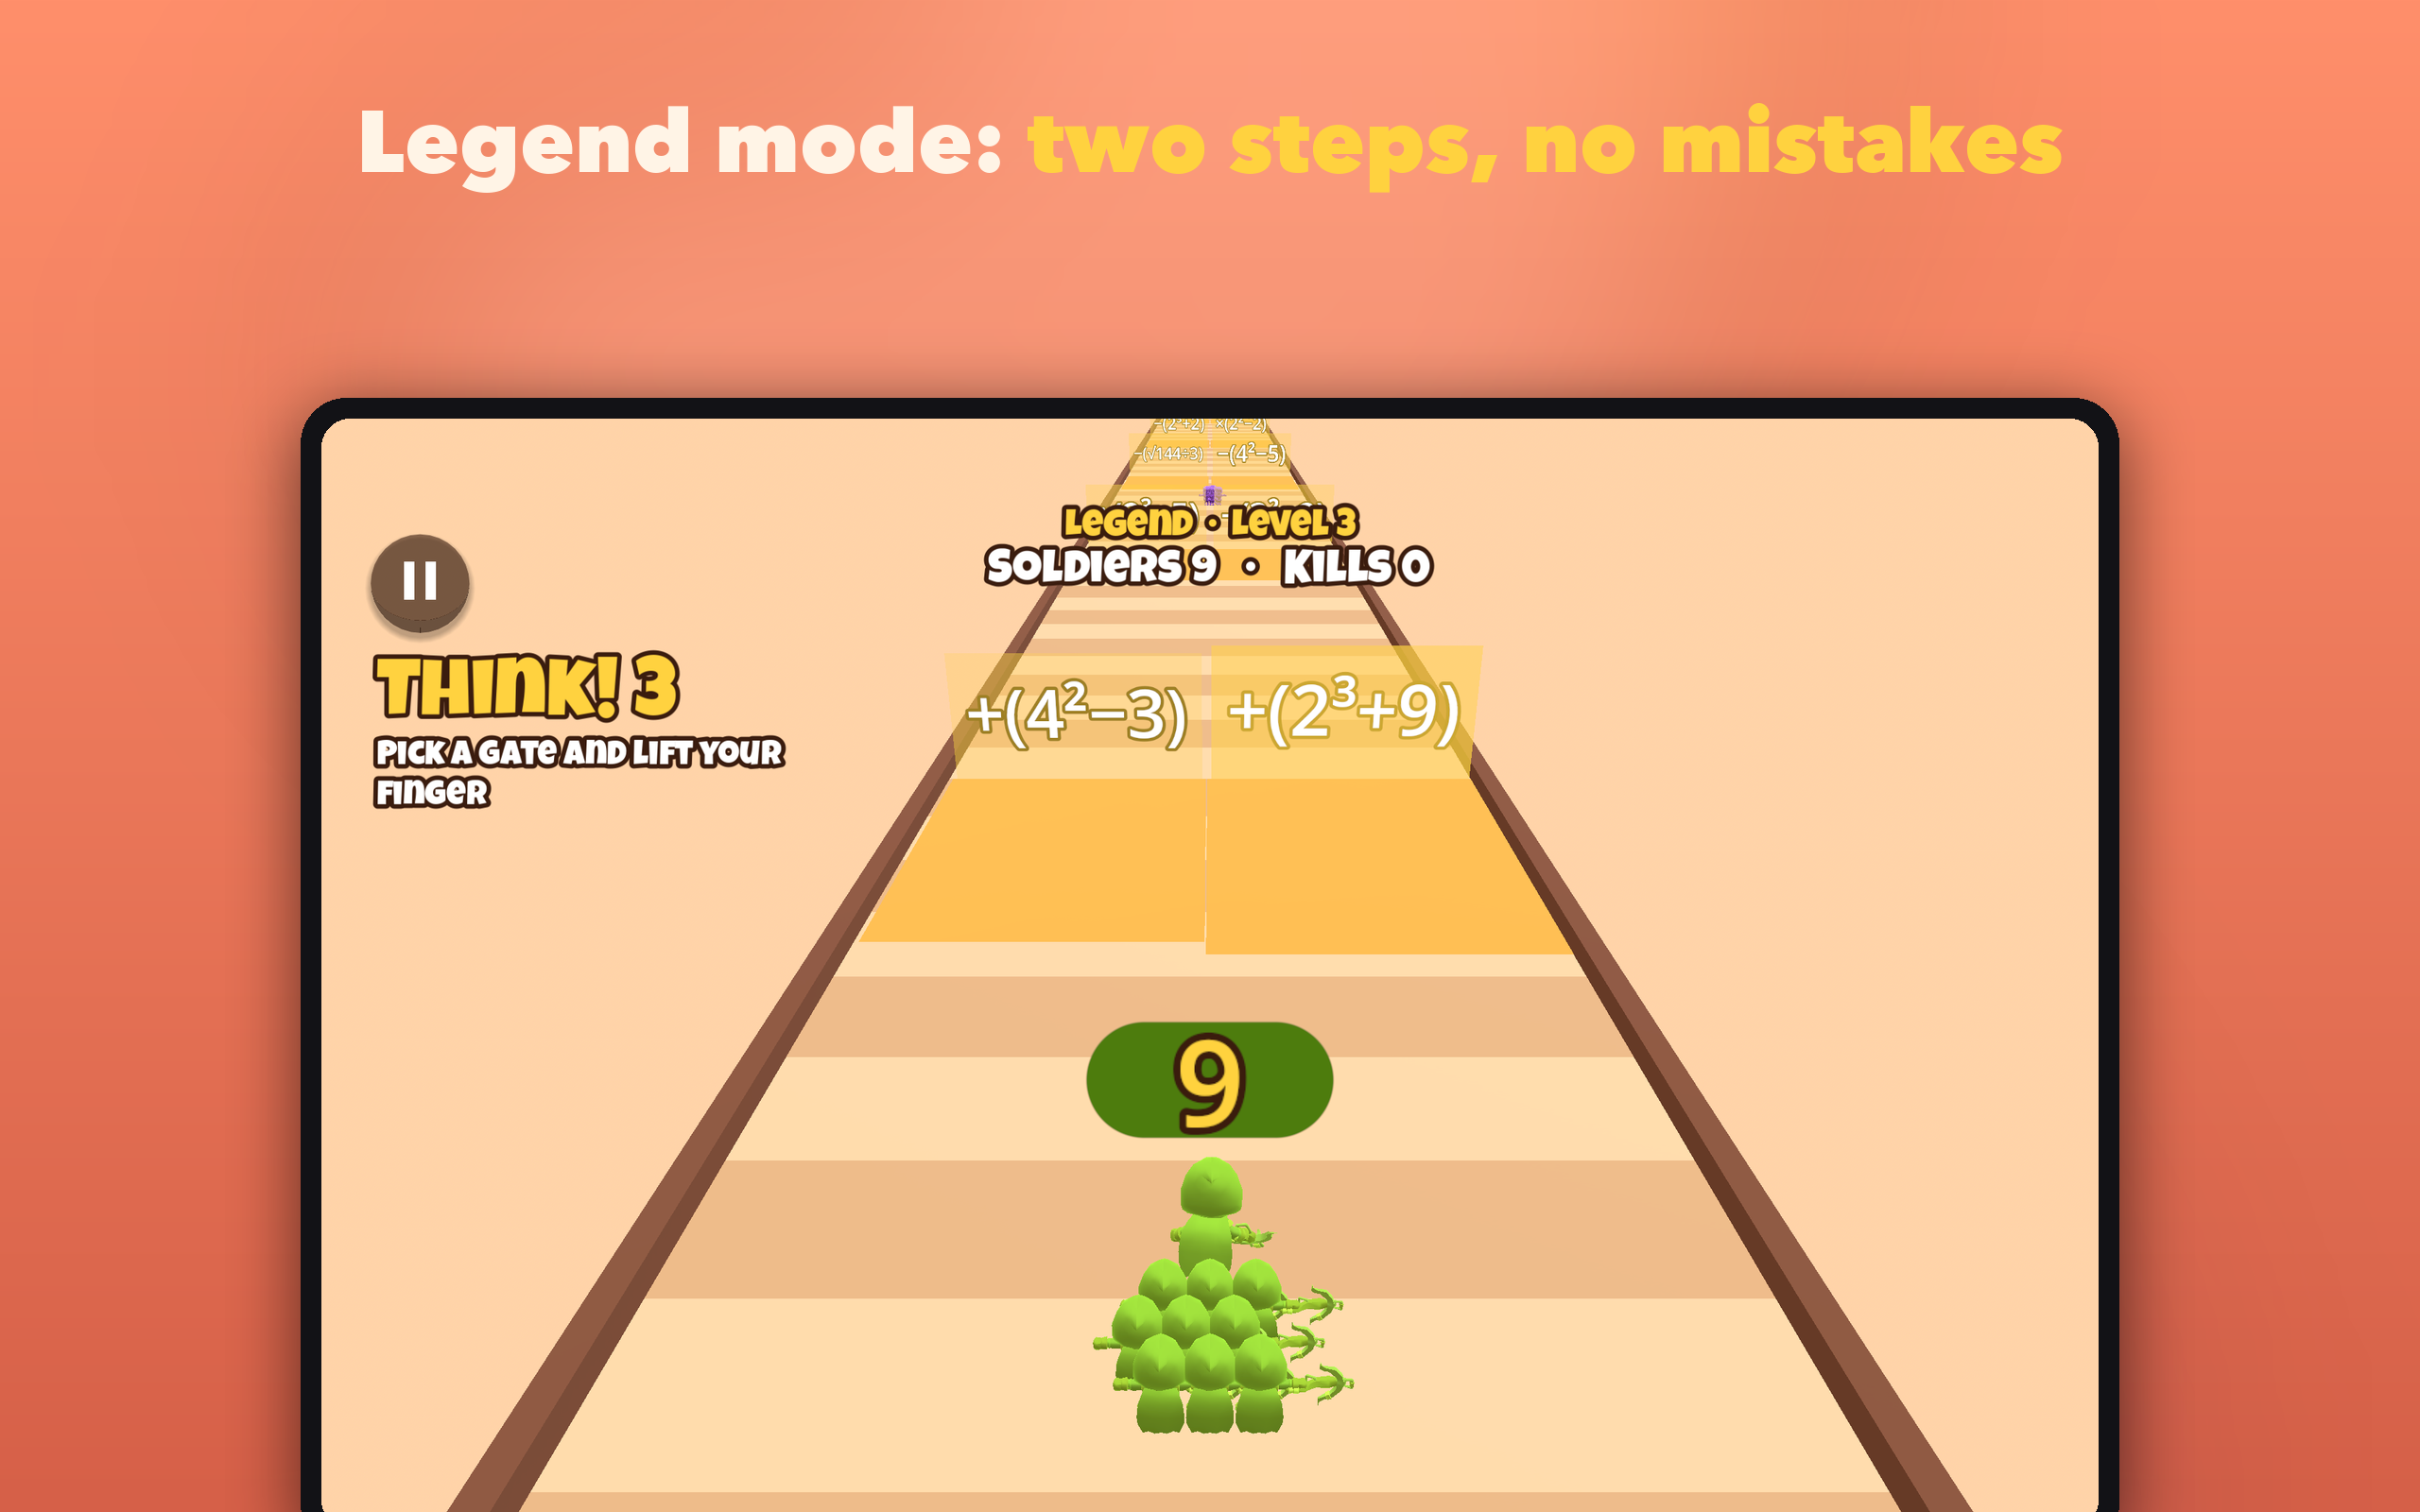 Legend mode: two steps, no mistakes
−(√144÷3) −(4²−5)
LEGEND • LEVEL 3
SOLDIERS 9 • KILLS 0
THINK! 3
PICK A GATE AND LIFT YOUR
FINGER
+(4²−3) +(2³+9)
9